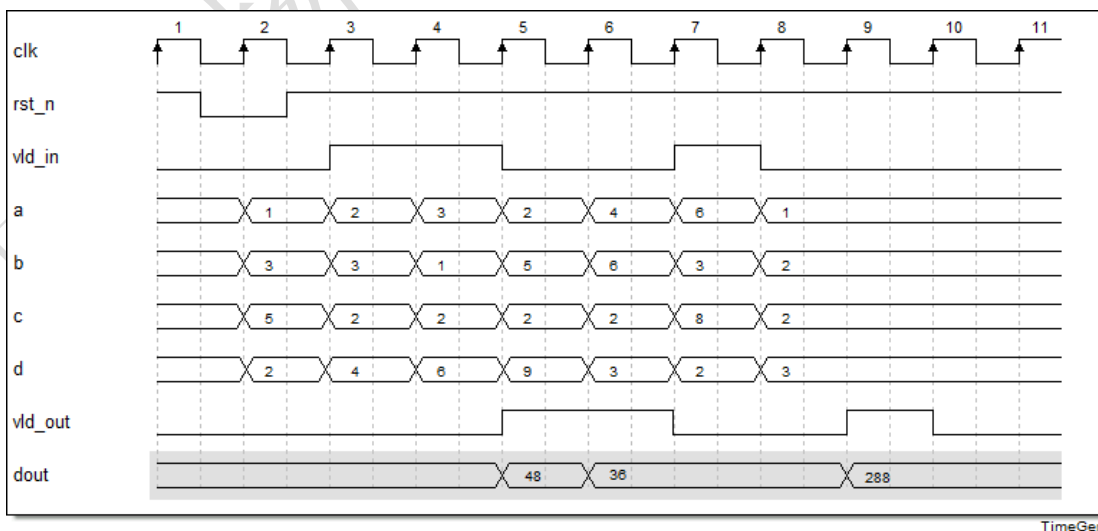 1 2 3 4 5 6 7 8 9 10 11
clk
rst_n
vld_in
a 1 2 3 2 4 6 1
b 3 3 1 5 6 3 2
c 5 2 2 2 2 8 2
d 2 4 6 9 3 2 3
vld_out
dout 48 36 288